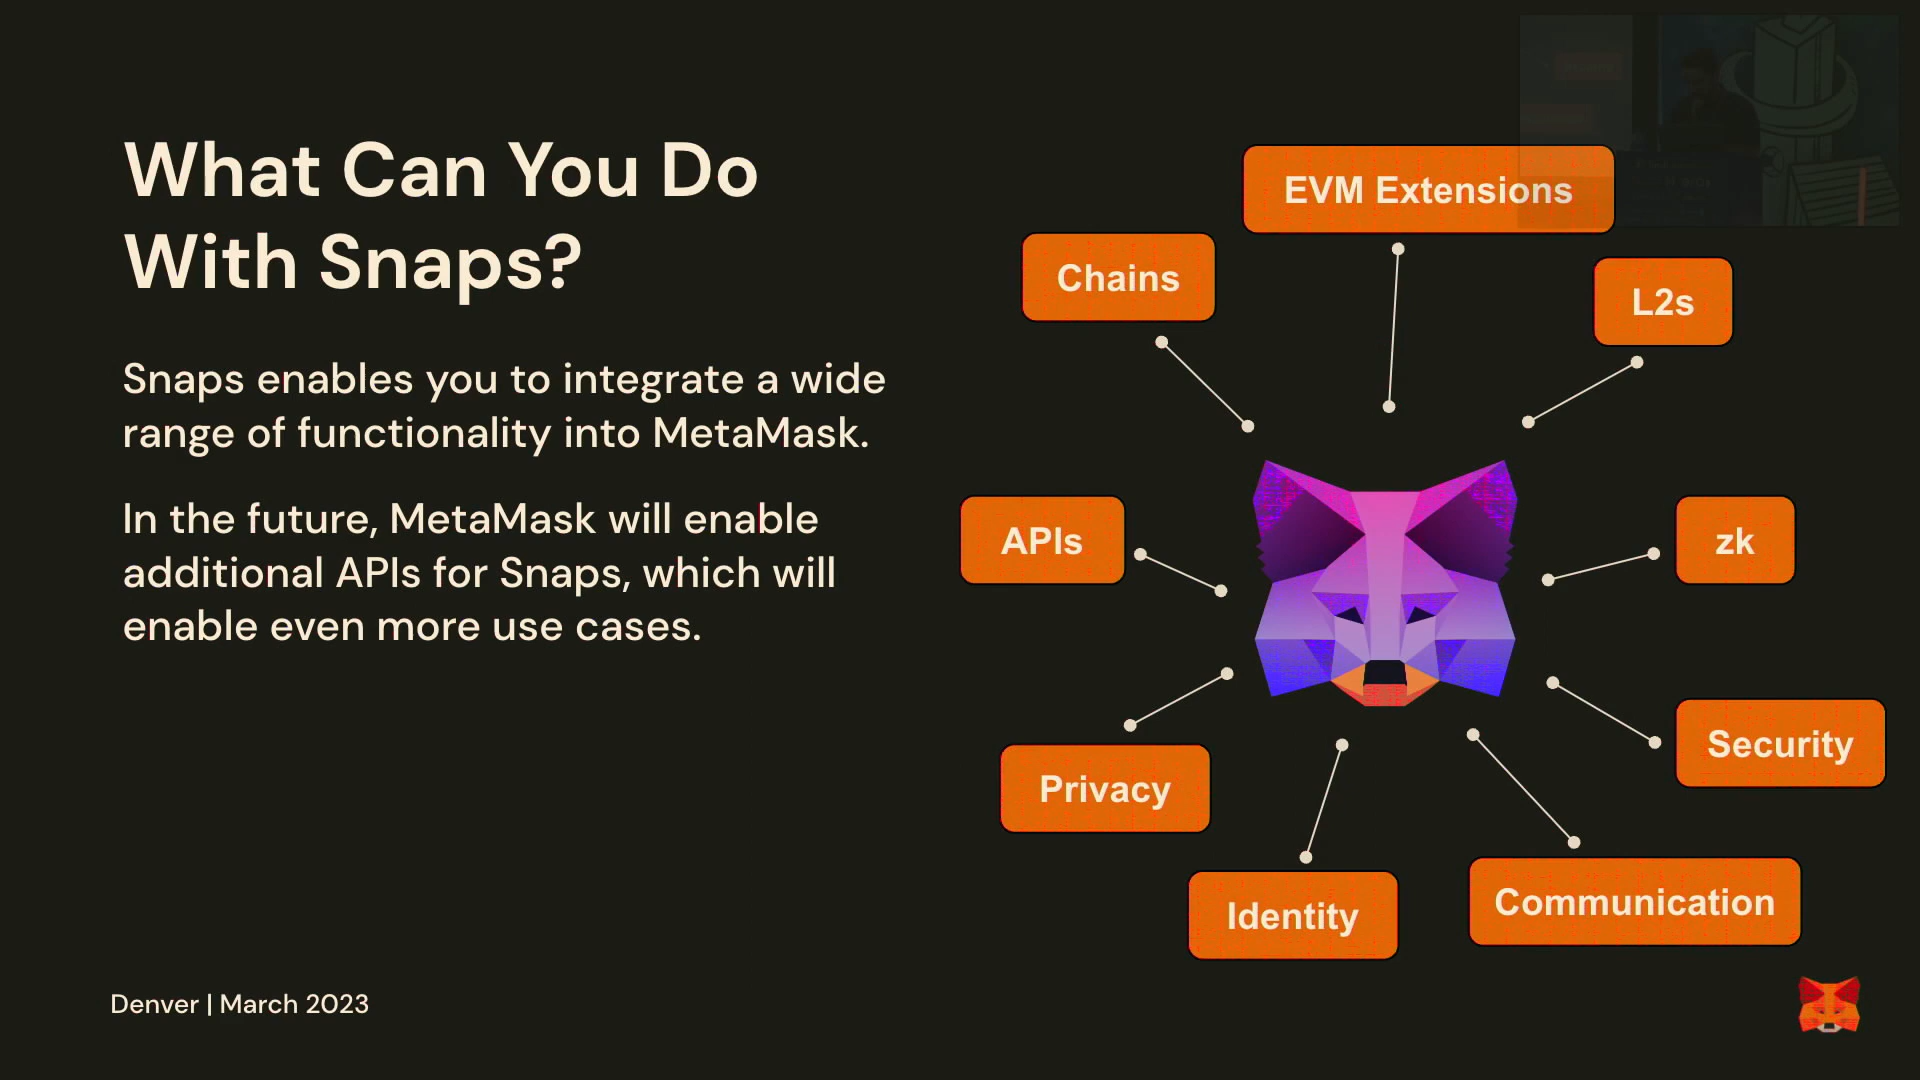 What Can You Do
With Snaps?
Snaps enables you to integrate a wide
range of functionality into MetaMask.
In the future, MetaMask will enable
additional APIs for Snaps, which will
enable even more use cases.
EVM Extensions
Chains
L2s
APIs
zk
Security
Privacy
Communication
Identity
Denver | March 2023